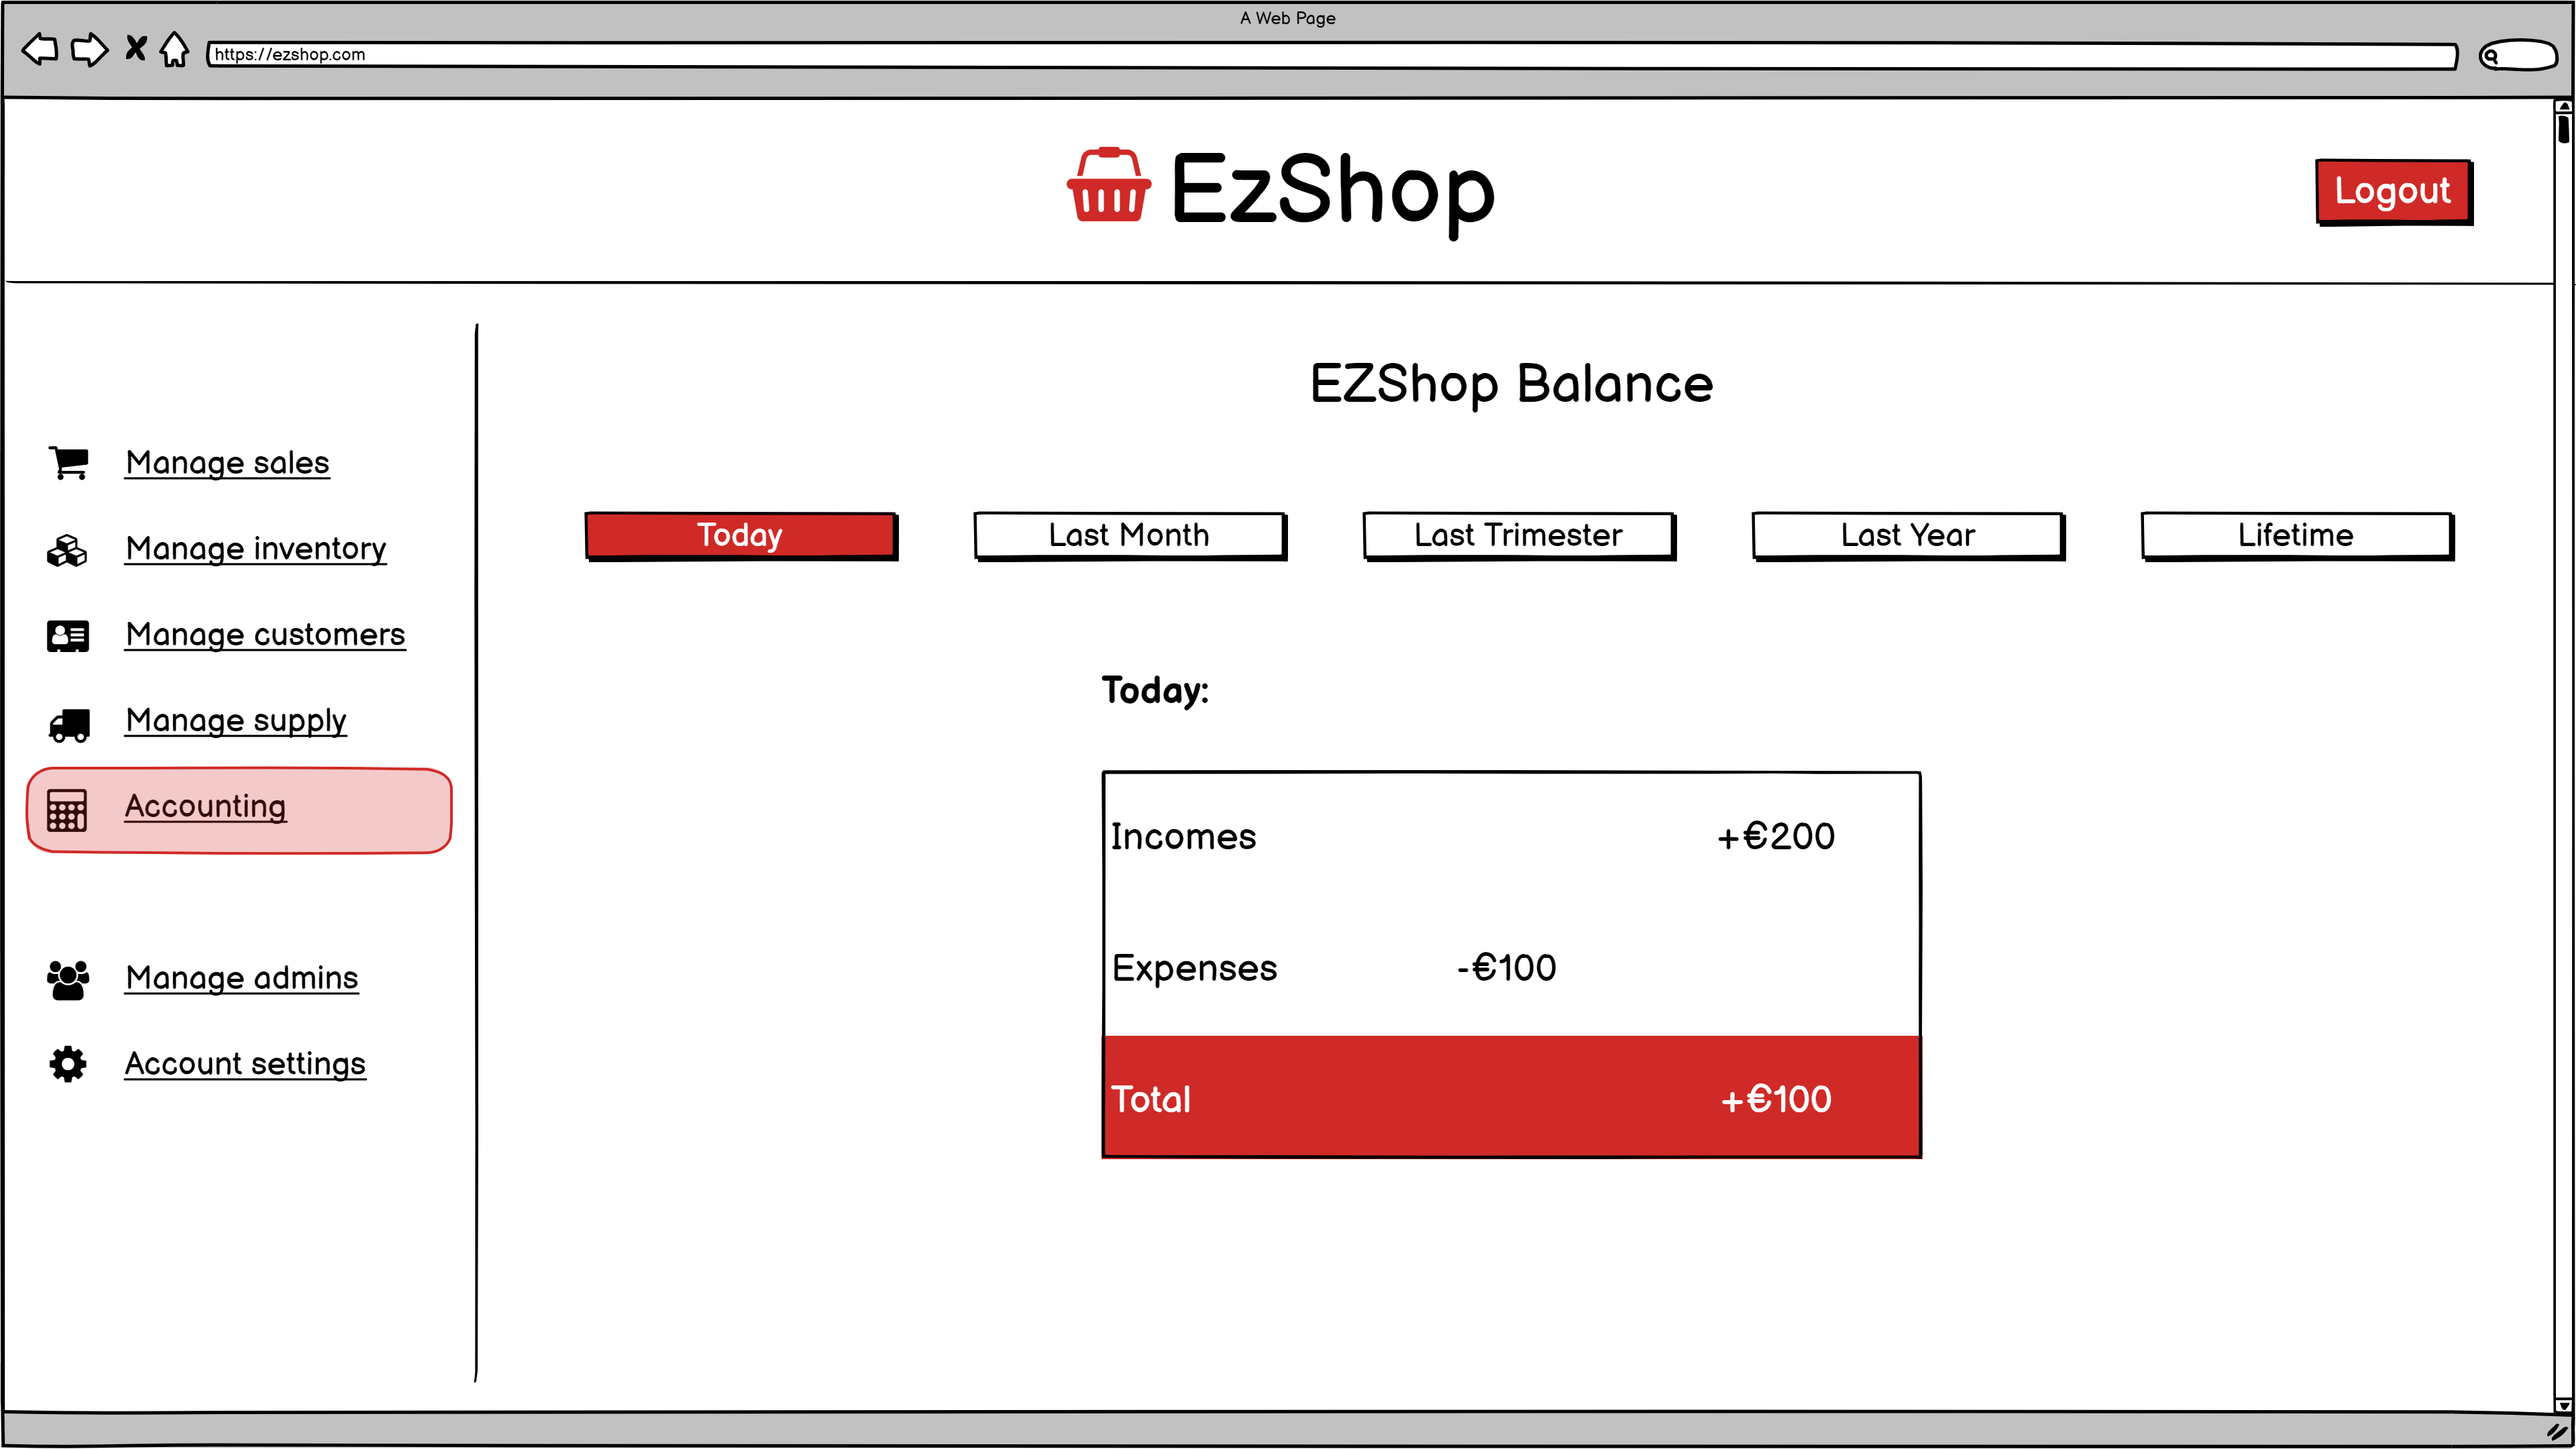 A Web Page
https://ezshop.com
EzShop
Logout
EZShop Balance
Manage sales
Manage inventory
Manage customers
Manage supply
Accounting
Manage admins
Account settings
Today
Last Month
Last Trimester
Last Year
Lifetime
Today:
Incomes +€200
Expenses -€100
Total +€100